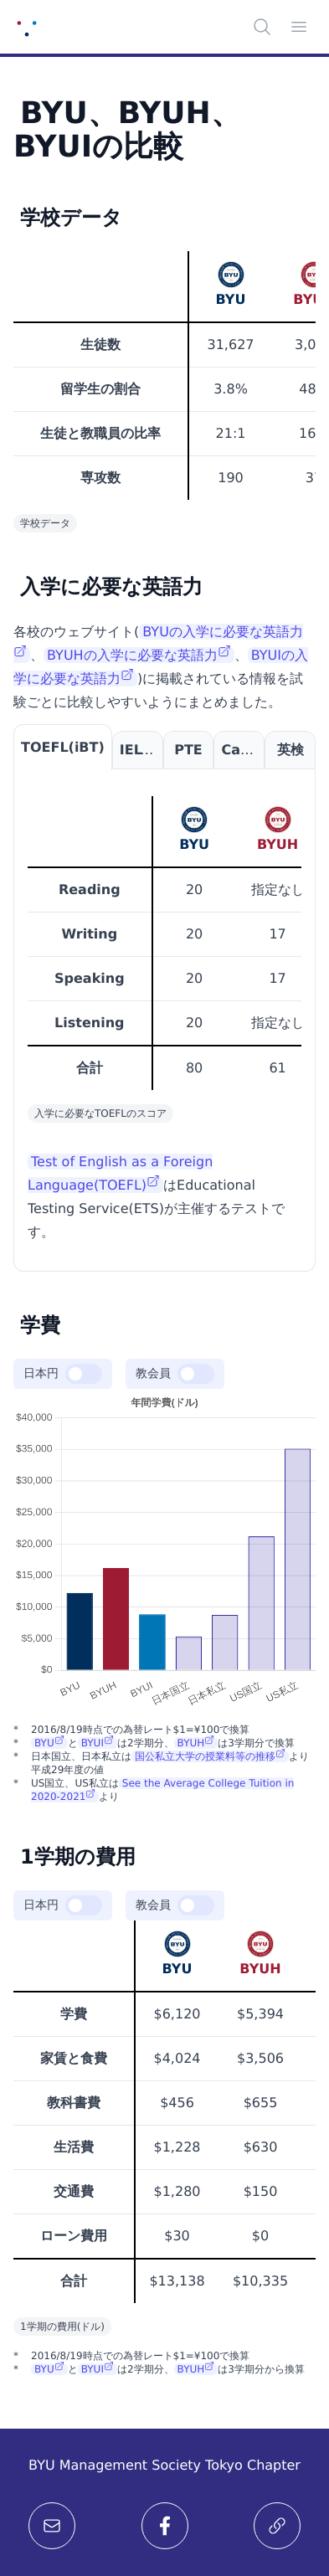 BYU、BYUH、
BYUIの比較
学校データ
BYU
生徒数 31,627
留学生の割合 3.8%
生徒と教職員の比率 21:1
専攻数 190
学校データ
入学に必要な英語力
各校のウェブサイト( BYUの入学に必要な英語力
、 BYUHの入学に必要な英語力 、 BYUIの入
学に必要な英語力 )に掲載されている情報を試
験ごとに比較しやすいようにまとめました。
TOEFL(iBT) IEL… PTE Ca… 英検
BYU BYUH
Reading 20 指定なし
Writing 20 17
Speaking 20 17
Listening 20 指定なし
合計 80 61
入学に必要なTOEFLのスコア
Test of English as a Foreign
Language(TOEFL) はEducational
Testing Service(ETS)が主催するテストで
す。
学費
日本円 教会員
年間学費(ドル)
$40,000
$35,000
$30,000
$25,000
$20,000
$15,000
$10,000
$5,000
$0
BYU BYUH BYUI 日本国立 日本私立 US国立 US私立
* 2016/8/19時点での為替レート$1=¥100で換算
* BYU と BYUI は2学期分、 BYUH は3学期分で換算
* 日本国立、日本私立は 国公私立大学の授業料等の推移 より
平成29年度の値
* US国立、US私立は See the Average College Tuition in
2020-2021 より
1学期の費用
日本円 教会員
BYU BYUH
学費 $6,120 $5,394
家賃と食費 $4,024 $3,506
教科書費 $456 $655
生活費 $1,228 $630
交通費 $1,280 $150
ローン費用 $30 $0
合計 $13,138 $10,335
1学期の費用(ドル)
* 2016/8/19時点での為替レート$1=¥100で換算
* BYU と BYUI は2学期分、 BYUH は3学期分から換算
BYU Management Society Tokyo Chapter